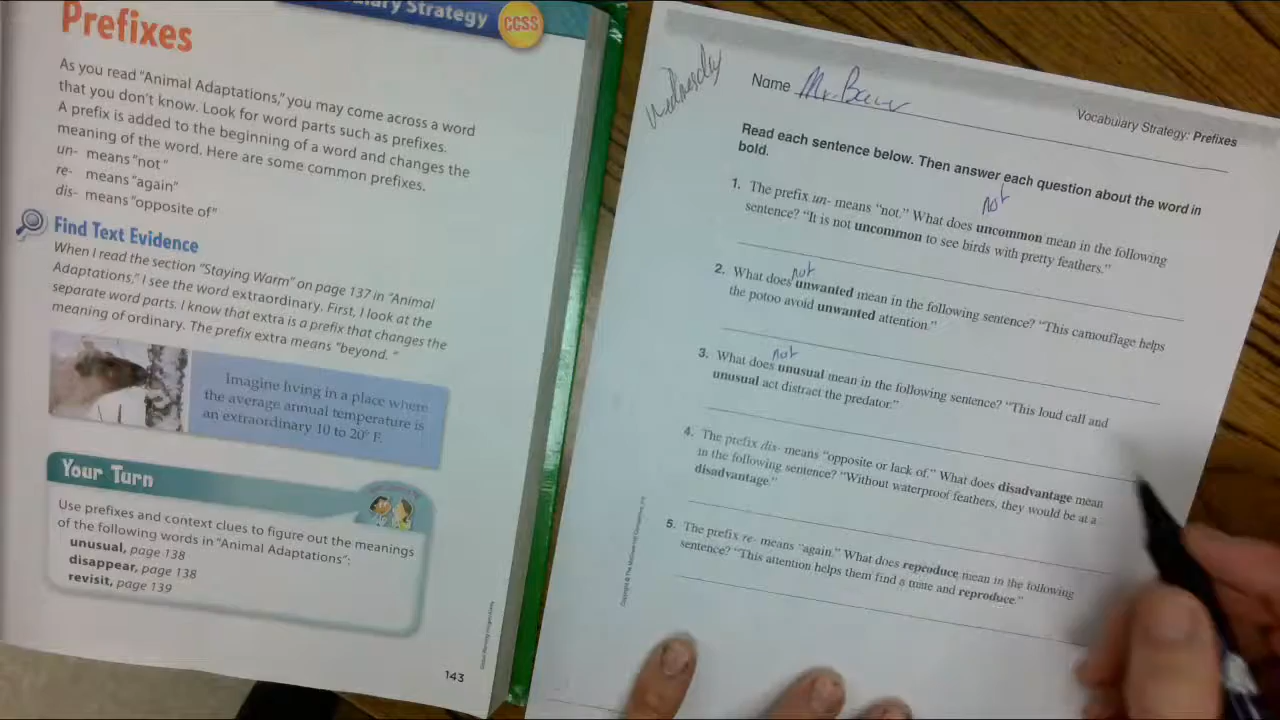 Vocabulary Strategy
CCSS
Prefixes
As you read "Animal Adaptations," you may come across a word
that you don't know. Look for word parts such as prefixes.
A prefix is added to the beginning of a word and changes the
meaning of the word. Here are some common prefixes.
un- means "not"
re- means "again"
dis- means "opposite of"
Find Text Evidence
When I read the section "Staying Warm" on page 137 in "Animal
Adaptations," I see the word extraordinary. First, I look at the
separate word parts. I know that extra is a prefix that changes the
meaning of ordinary. The prefix extra means "beyond. "
Imagine living in a place where
the average annual temperature is
an extraordinary 10 to 20° F.
Your Turn
Use prefixes and context clues to figure out the meanings
of the following words in "Animal Adaptations":
unusual, page 138
disappear, page 138
revisit, page 139
143
Wednesday
Name Mr.
Vocabulary Strategy: Prefixes
Read each sentence below. Then answer each question about the word in
bold.
not
1. The prefix un- means "not." What does uncommon mean in the following
sentence? "It is not uncommon to see birds with pretty feathers."
not
2. What does unwanted mean in the following sentence? "This camouflage helps
the potoo avoid unwanted attention."
not
3. What does unusual mean in the following sentence? "This loud call and
unusual act distract the predator."
4. The prefix dis- means "opposite or lack of." What does disadvantage mean
in the following sentence? "Without waterproof feathers, they would be at a
disadvantage."
5. The prefix re- means "again." What does reproduce mean in the following
sentence? "This attention helps them find a mate and reproduce."